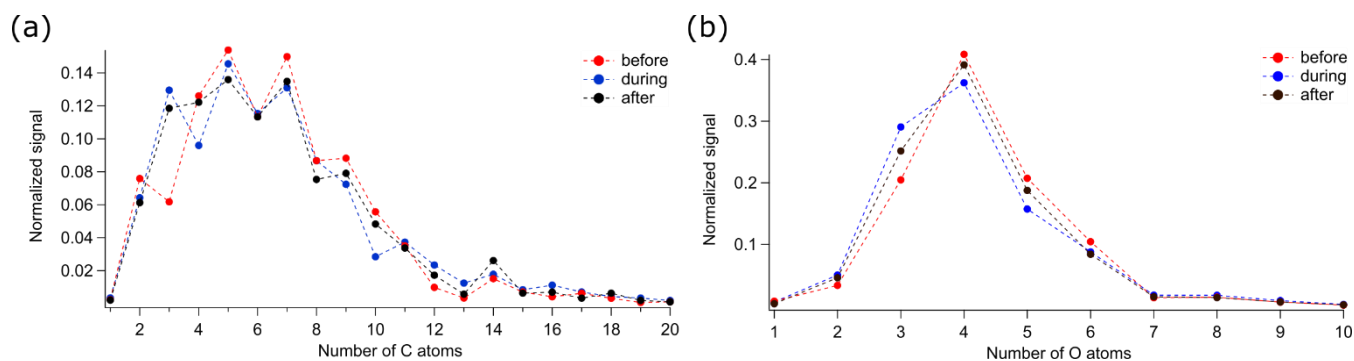 (a)
before
during
after
Normalized signal
0.14
0.12
0.10
0.08
0.06
0.04
0.02
2 4 6 8 10 12 14 16 18 20
Number of C atoms
(b)
before
during
after
Normalized signal
0.4
0.3
0.2
0.1
1 2 3 4 5 6 7 8 9 10
Number of O atoms